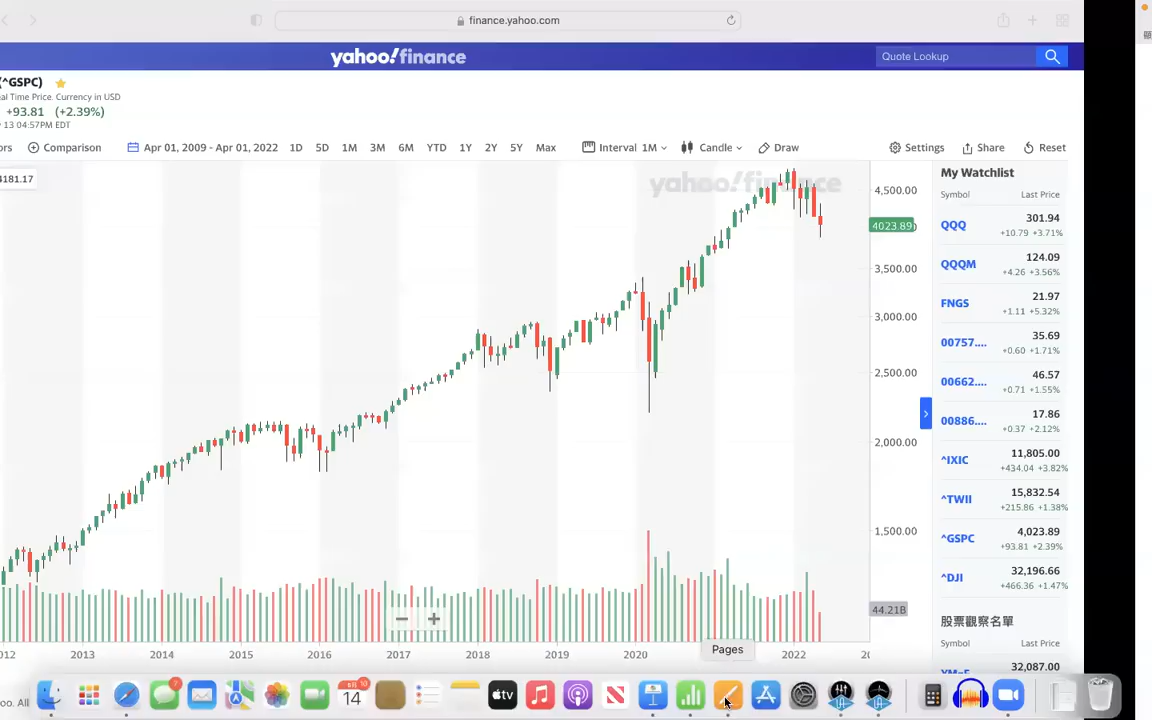 finance.yahoo.com
yahoo!finance
Quote Lookup
(^GSPC)
al Time Price. Currency in USD
+93.81 (+2.39%)
13 04:57PM EDT
ors
Comparison
Apr 01, 2009 - Apr 01, 2022 1D 5D 1M 3M 6M YTD 1Y 2Y 5Y Max
Interval 1M
Candle
Draw
Settings
Share
Reset
4181.17
yahoo!finance
4,500.00
4023.89
3,500.00
3,000.00
2,500.00
2,000.00
1,500.00
44.21B
My Watchlist
Symbol Last Price
QQQ 301.94
+10.79 +3.71%
QQQM 124.09
+4.26 +3.56%
FNGS 21.97
+1.11 +5.32%
00757.... 35.69
+0.60 +1.71%
00662.... 46.57
+0.71 +1.55%
00886.... 17.86
+0.37 +2.12%
^IXIC 11,805.00
+434.04 +3.82%
^TWII 15,832.54
+215.86 +1.38%
^GSPC 4,023.89
+93.81 +2.39%
^DJI 32,196.66
+466.36 +1.47%
股票觀察名單
Symbol Last Price
32,087.00
012 2013 2014 2015 2016 2017 2018 2019 2020 2022 20
Pages
oo. All
14
tv